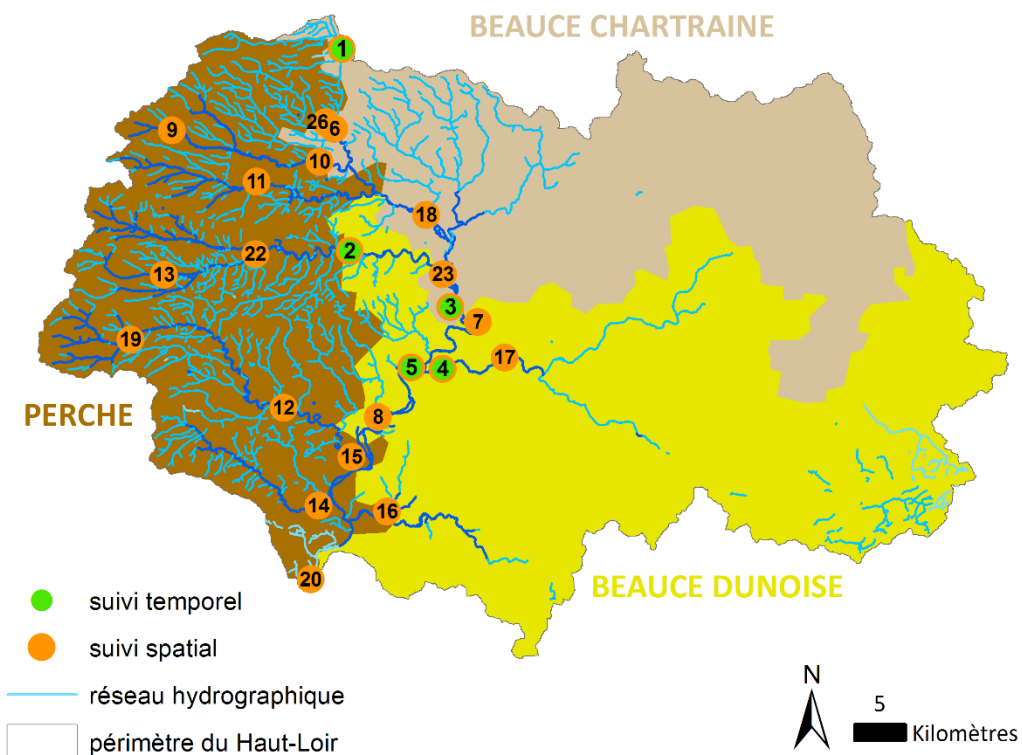 BEAUCE CHARTRAINE
1
26
6
9
10
11
18
2
22
13
23
3
7
19
17
5
4
12
8
PERCHE
15
14
16
20
BEAUCE DUNOISE
suivi temporel
suivi spatial
réseau hydrographique
périmètre du Haut-Loir
N
5
Kilomètres